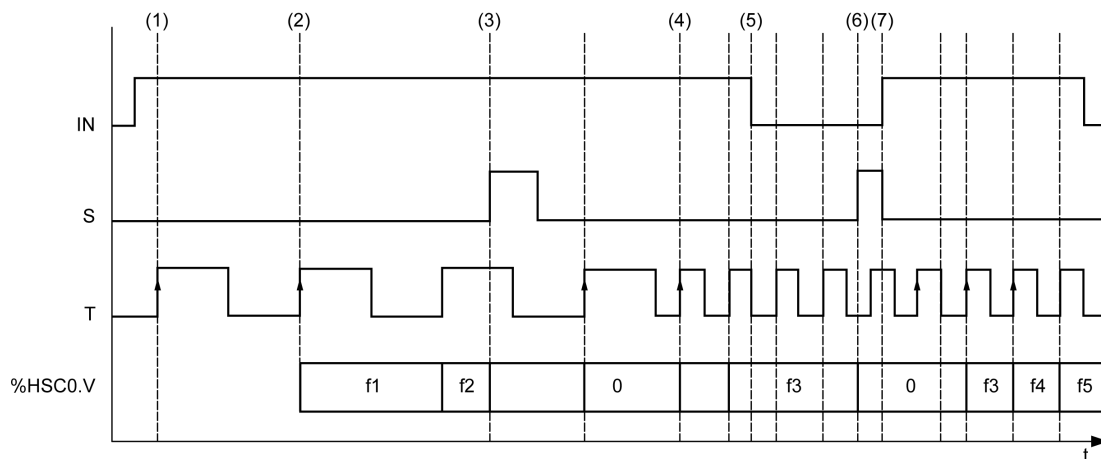 (1) (2) (3) (4) (5) (6) (7)
IN
S
T
%HSC0.V f1 f2 0 f3 0 f3 f4 f5
t